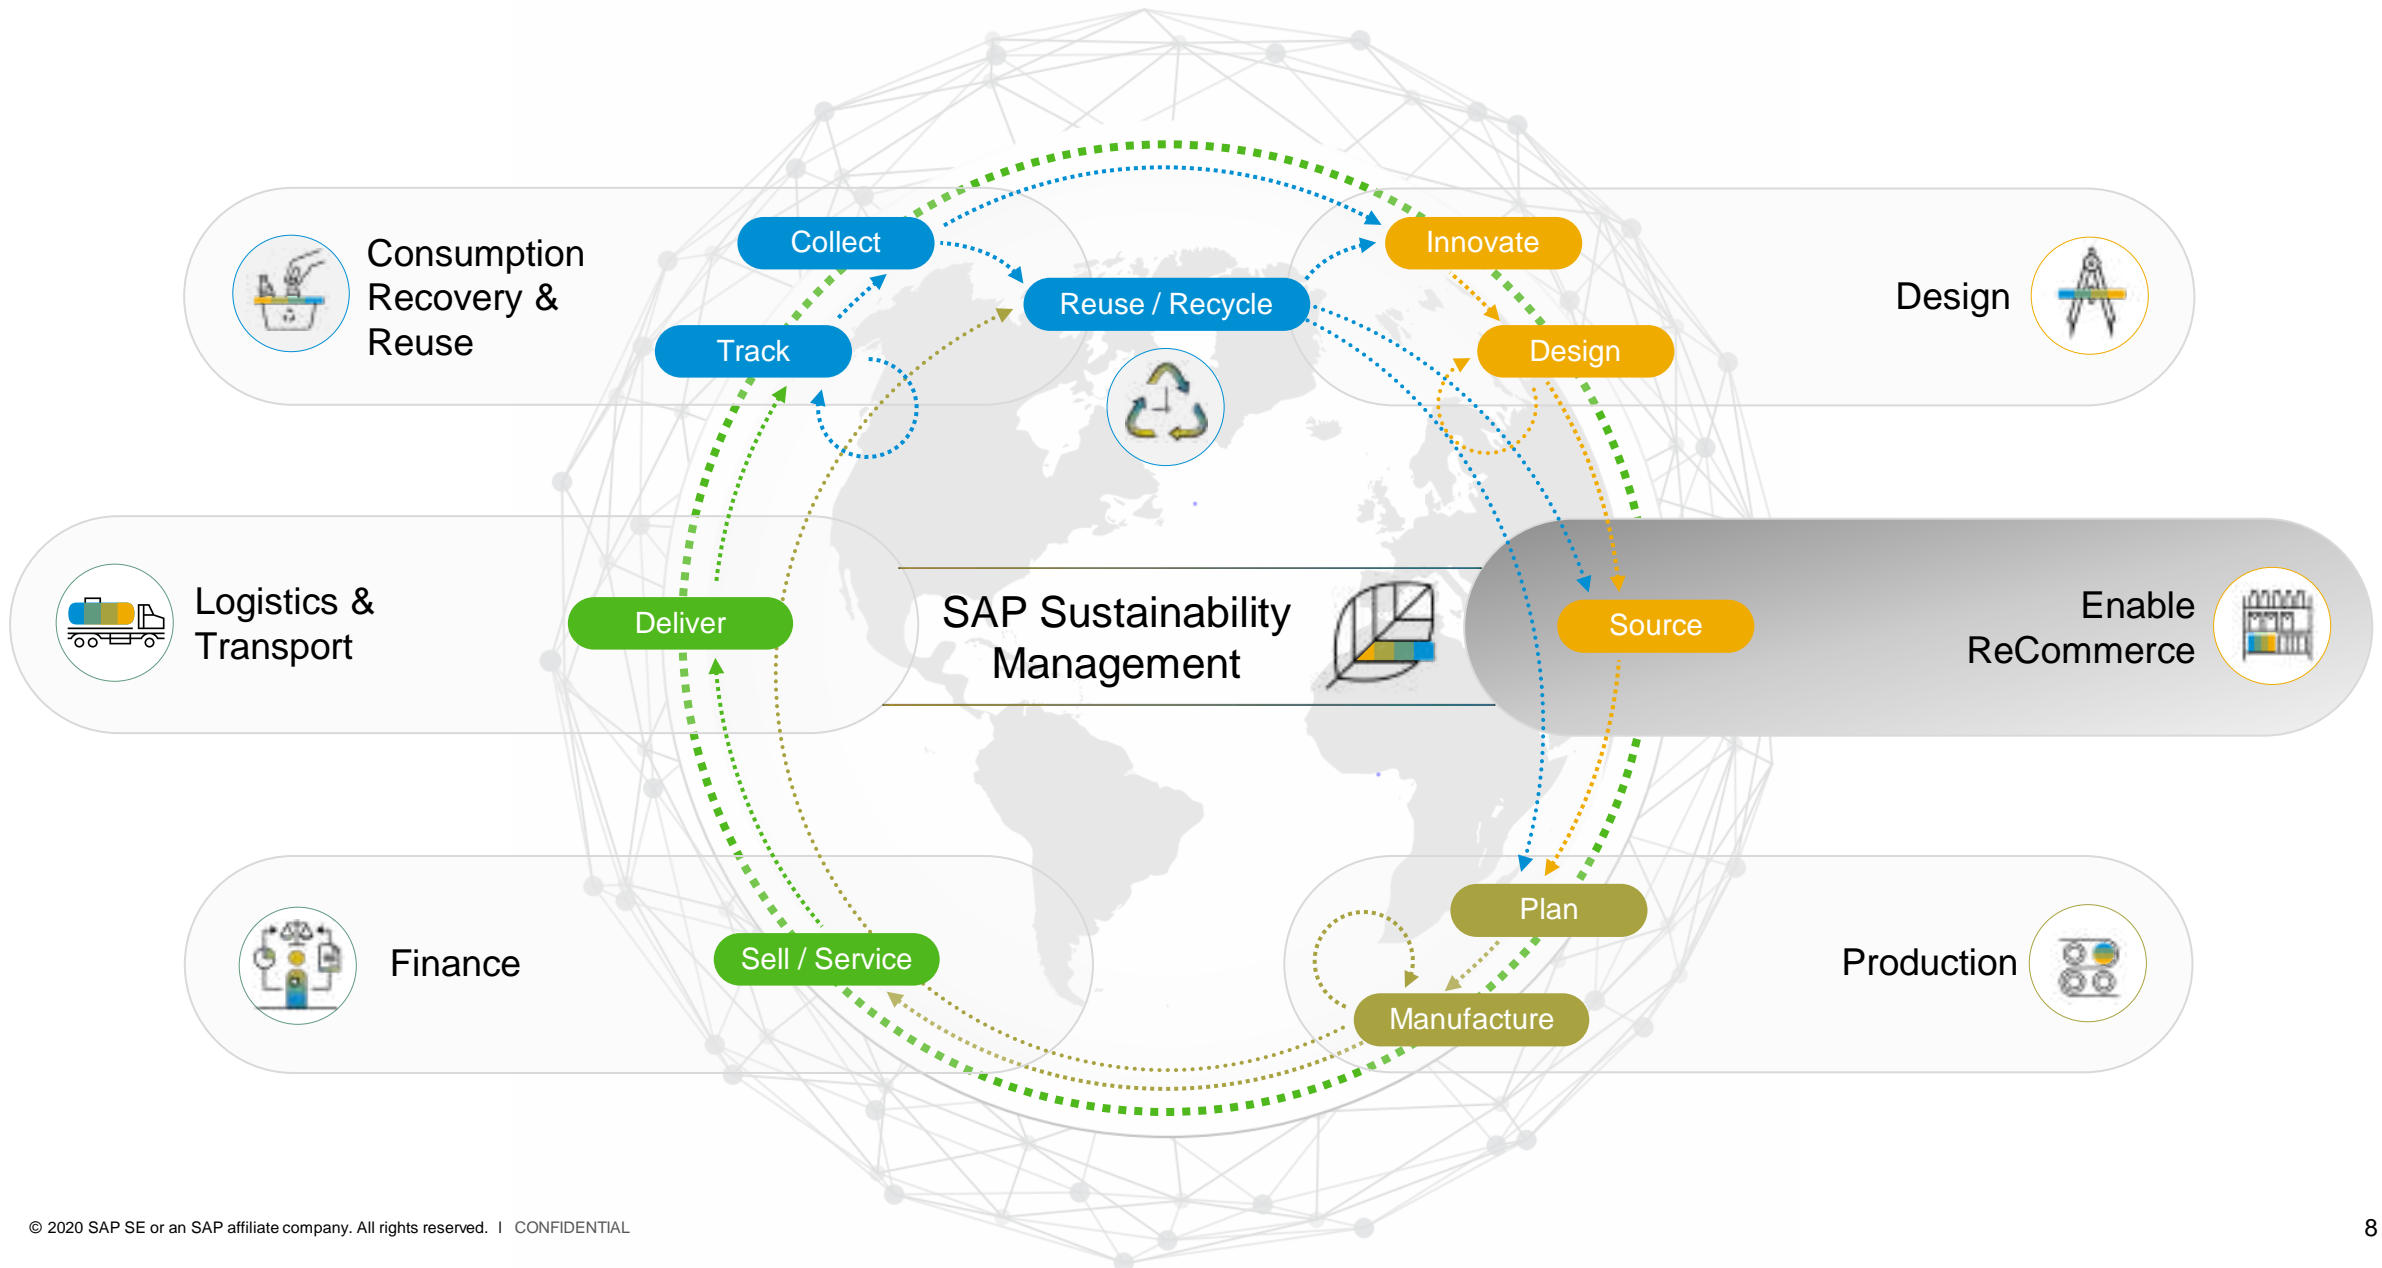 Consumption
Recovery &
Reuse
Collect
Track
Reuse / Recycle
Innovate
Design
Design
Logistics &
Transport
Deliver
SAP Sustainability
Management
Source
Enable
ReCommerce
Finance
Sell / Service
Plan
Manufacture
Production
© 2020 SAP SE or an SAP affiliate company. All rights reserved. I CONFIDENTIAL
8